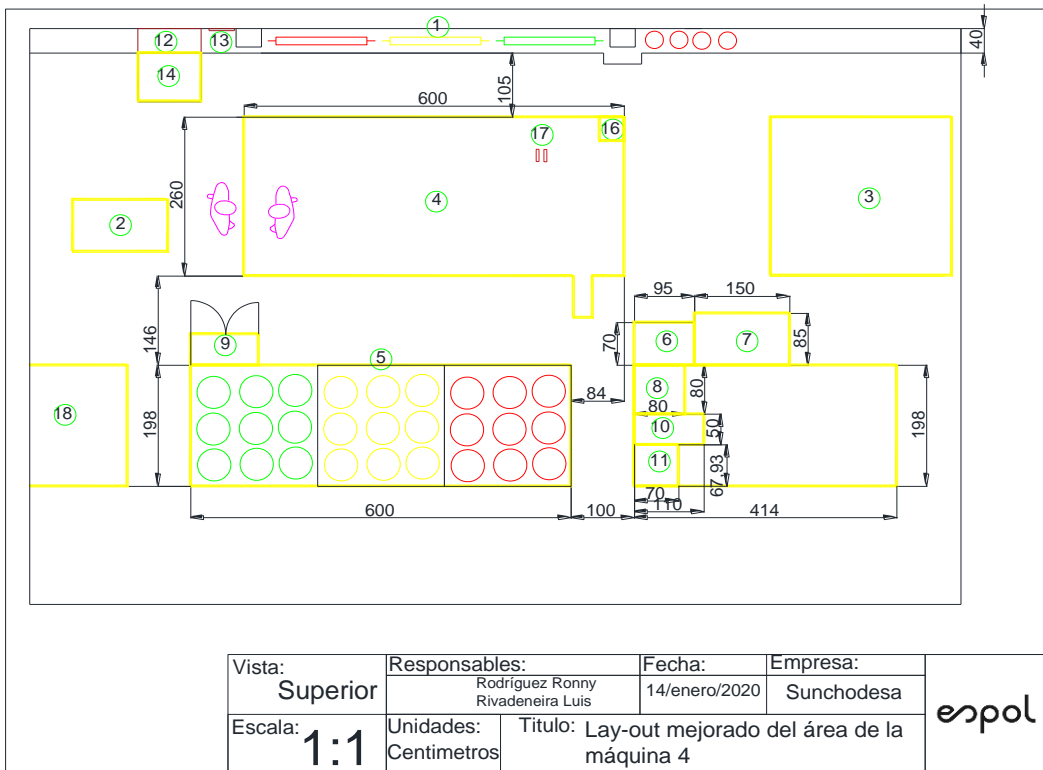 1
12
13
40
14
105
600
17
16
260
4
3
2
95
150
146
9
70
6
7
85
5
84
18
198
8
80
80
10
50
198
11
67,93
70
110
600
100
414
Vista:
Superior
Responsables:
Rodríguez Ronny
Rivadeneira Luis
Fecha:
14/enero/2020
Empresa:
Sunchodesa
espol
Escala: 1:1
Unidades:
Centimetros
Titulo: Lay-out mejorado del área de la
máquina 4